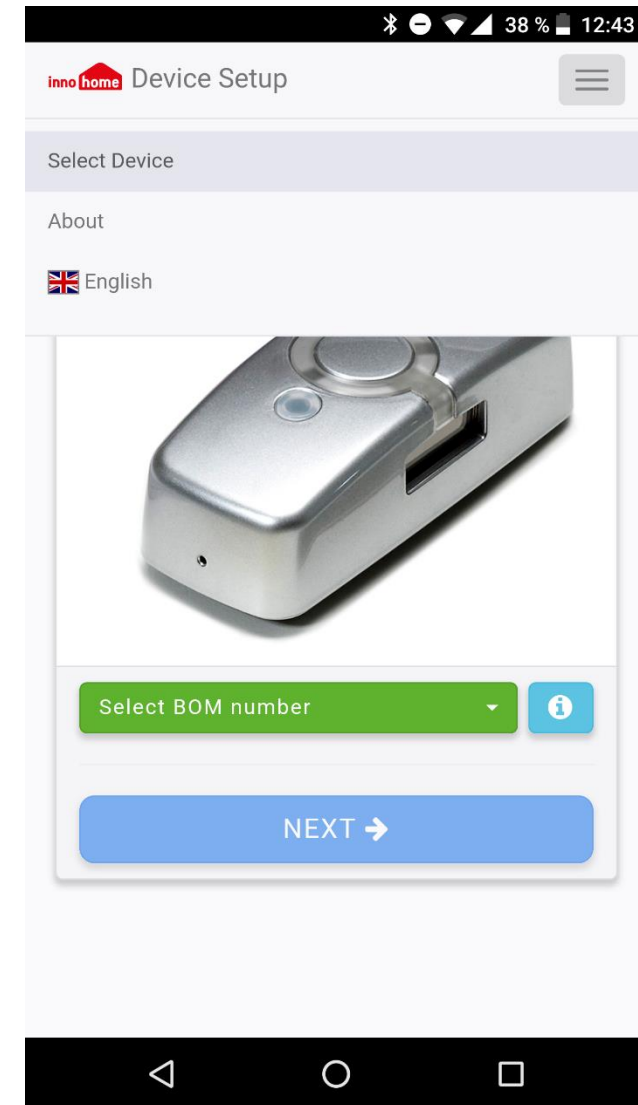 38 % 12:43
inno home Device Setup
Select Device
About
English
Select BOM number
NEXT